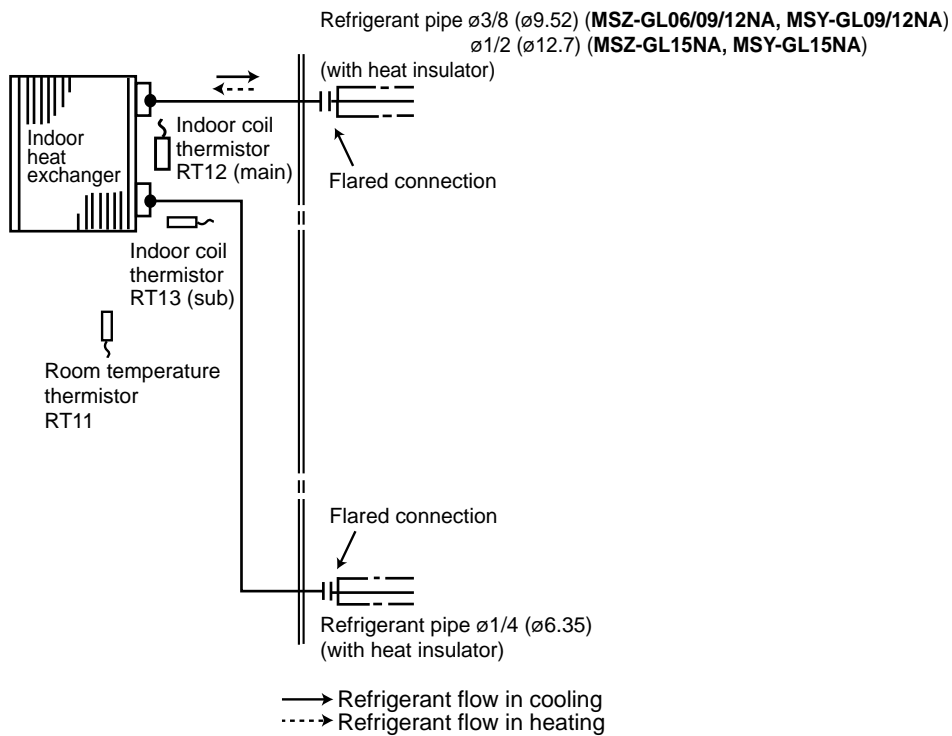 Refrigerant pipe ø3/8 (ø9.52) (MSZ-GL06/09/12NA, MSY-GL09/12NA)
ø1/2 (ø12.7) (MSZ-GL15NA, MSY-GL15NA)
(with heat insulator)
Indoor
heat
exchanger
Indoor coil
thermistor
RT12 (main)
Flared connection
Indoor coil
thermistor
RT13 (sub)
Room temperature
thermistor
RT11
Flared connection
Refrigerant pipe ø1/4 (ø6.35)
(with heat insulator)
Refrigerant flow in cooling
Refrigerant flow in heating